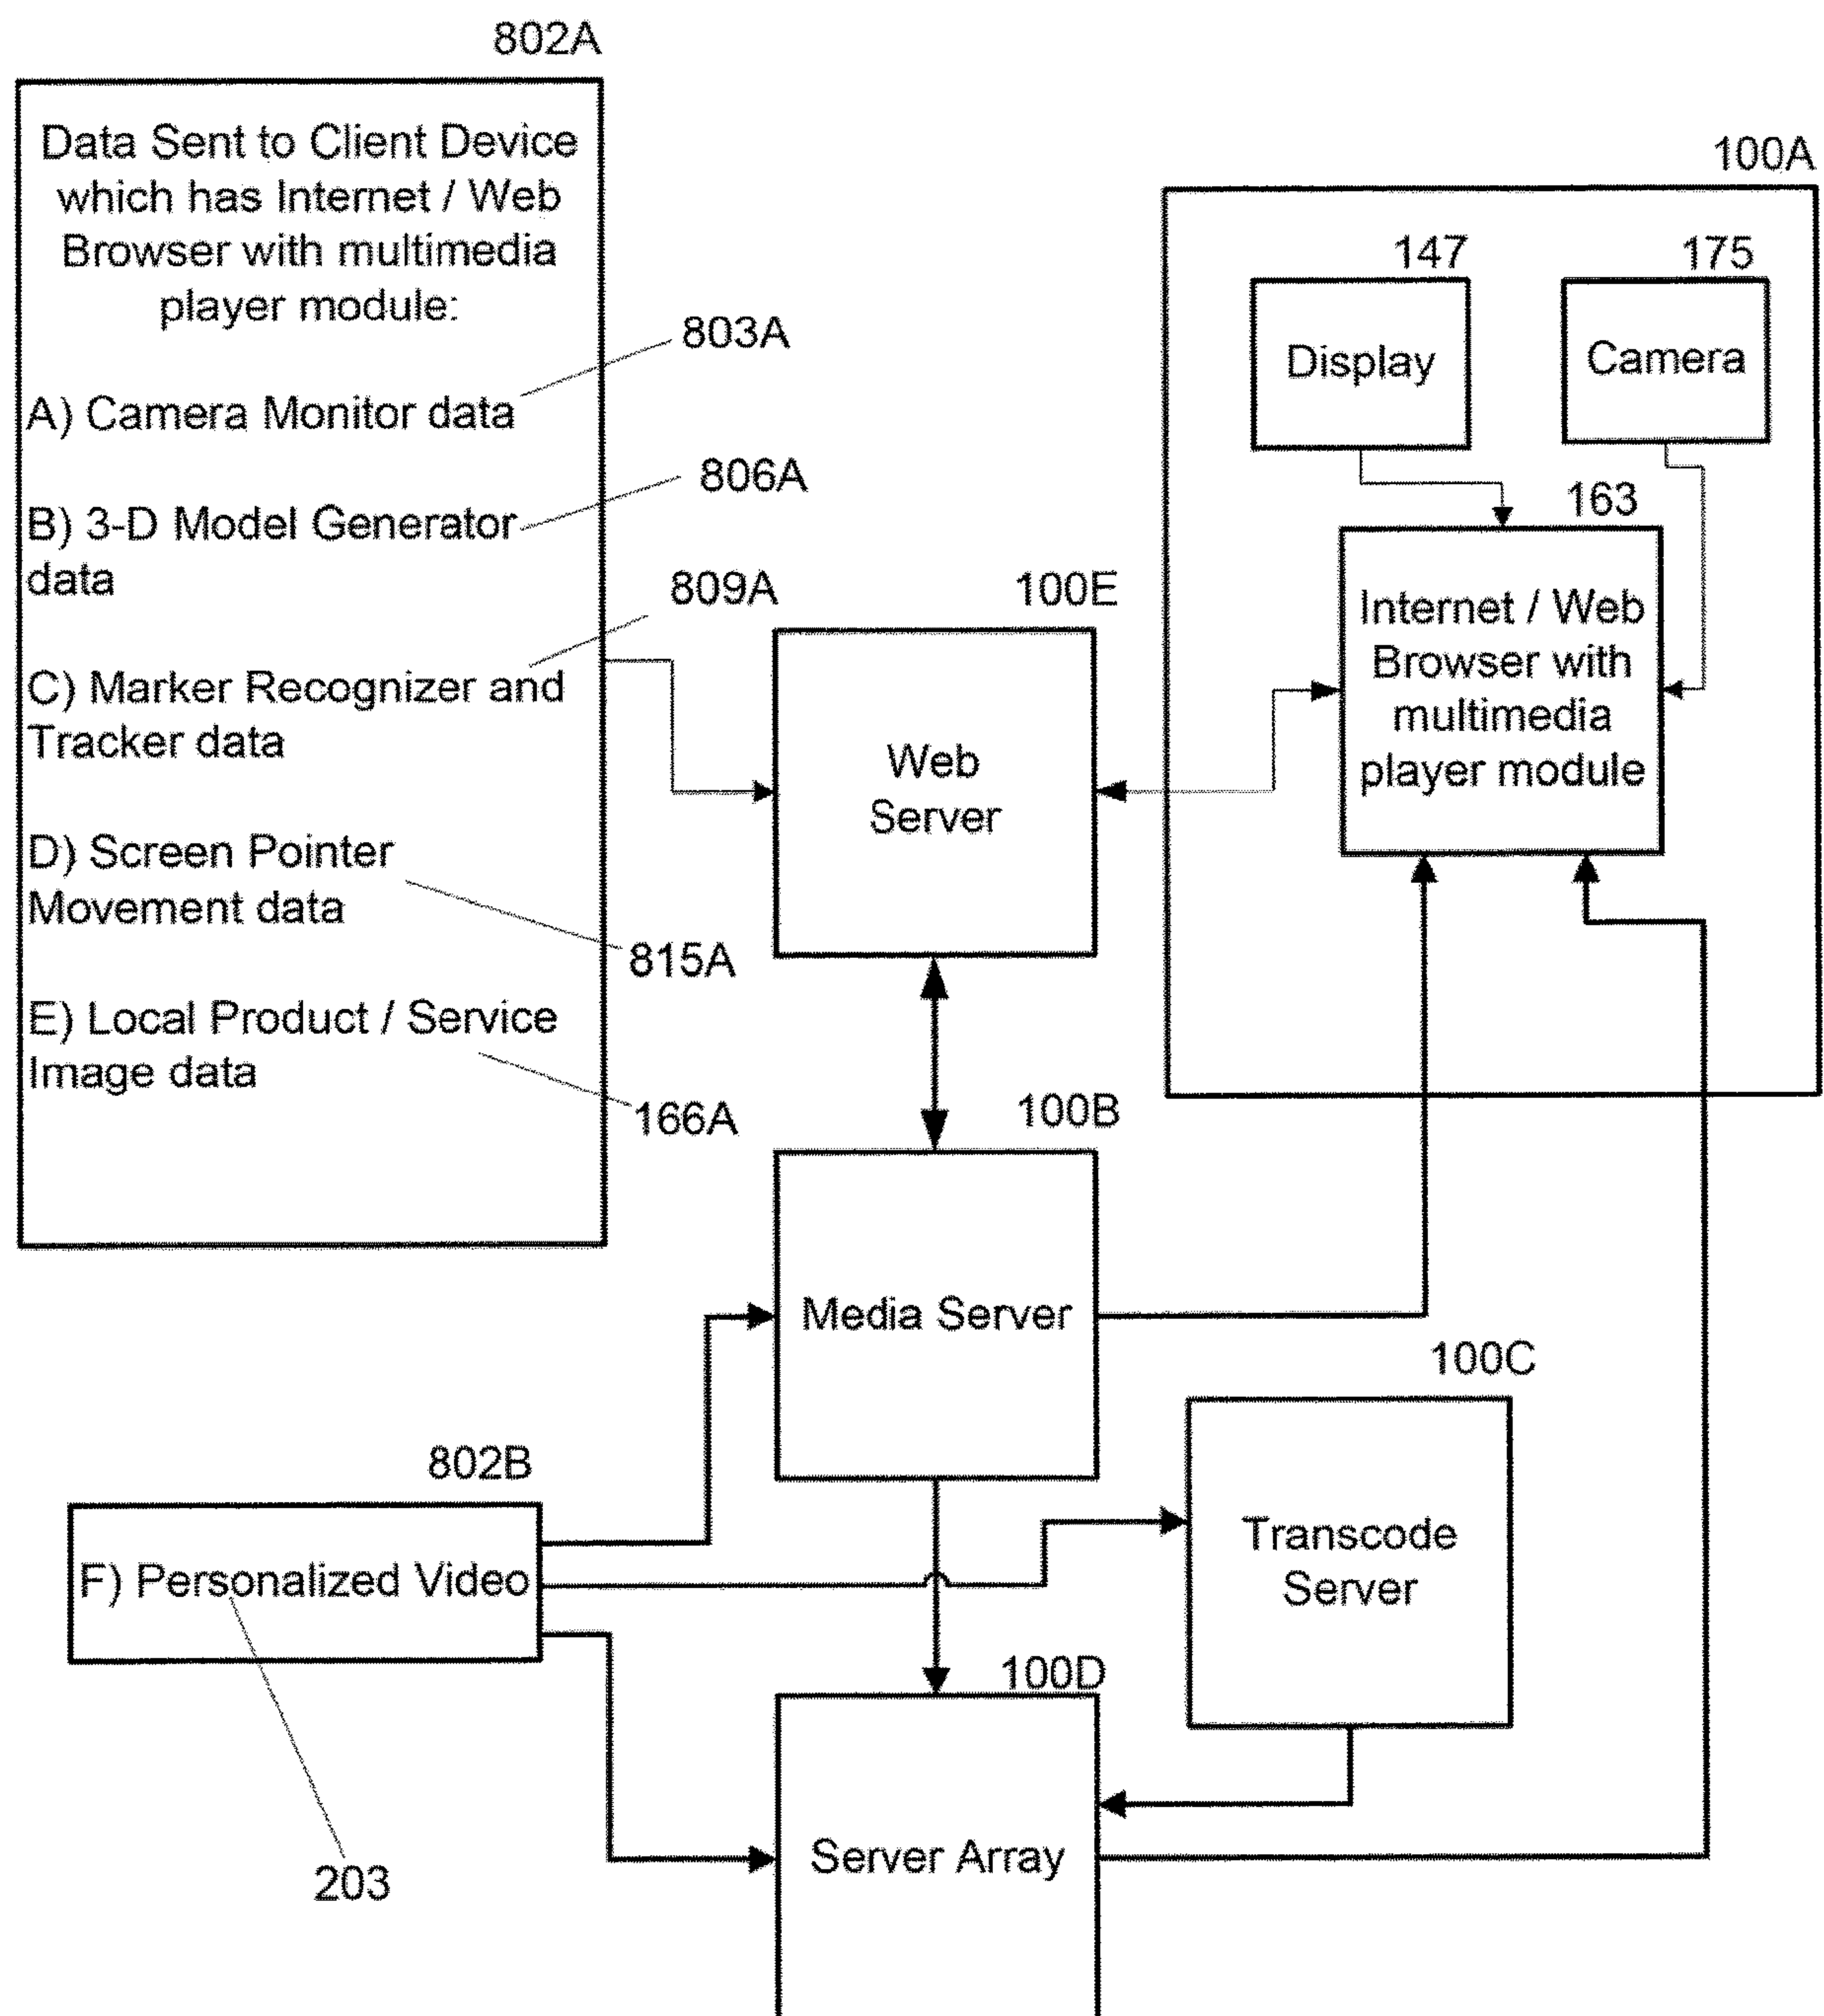 802A
Data Sent to Client Device
which has Internet / Web
Browser with multimedia
player module:
A) Camera Monitor data
803A
B) 3-D Model Generator
data
806A
C) Marker Recognizer and
Tracker data
809A
D) Screen Pointer
Movement data
815A
E) Local Product / Service
Image data
166A
100A
147
Display
175
Camera
163
Internet / Web
Browser with
multimedia
player module
100E
Web
Server
100B
Media Server
100C
Transcode
Server
802B
F) Personalized Video
203
100D
Server Array